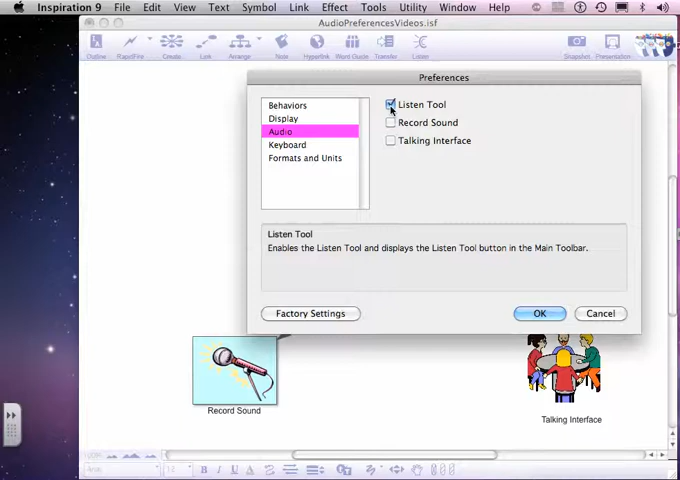 Inspiration 9 File Edit View Text Symbol Link Effect Tools Utility Window Help
AudioPreferencesVideos.isf
Outline RapidFire Create Link Arrange Note Hyperlink Word Guide Transfer Listen Snapshot Presentation
Preferences
Behaviors
Display
Audio
Keyboard
Formats and Units
Listen Tool
Record Sound
Talking Interface
Listen Tool
Enables the Listen Tool and displays the Listen Tool button in the Main Toolbar.
Factory Settings OK Cancel
Record Sound
Talking Interface
100%
Arial 12 B I U A